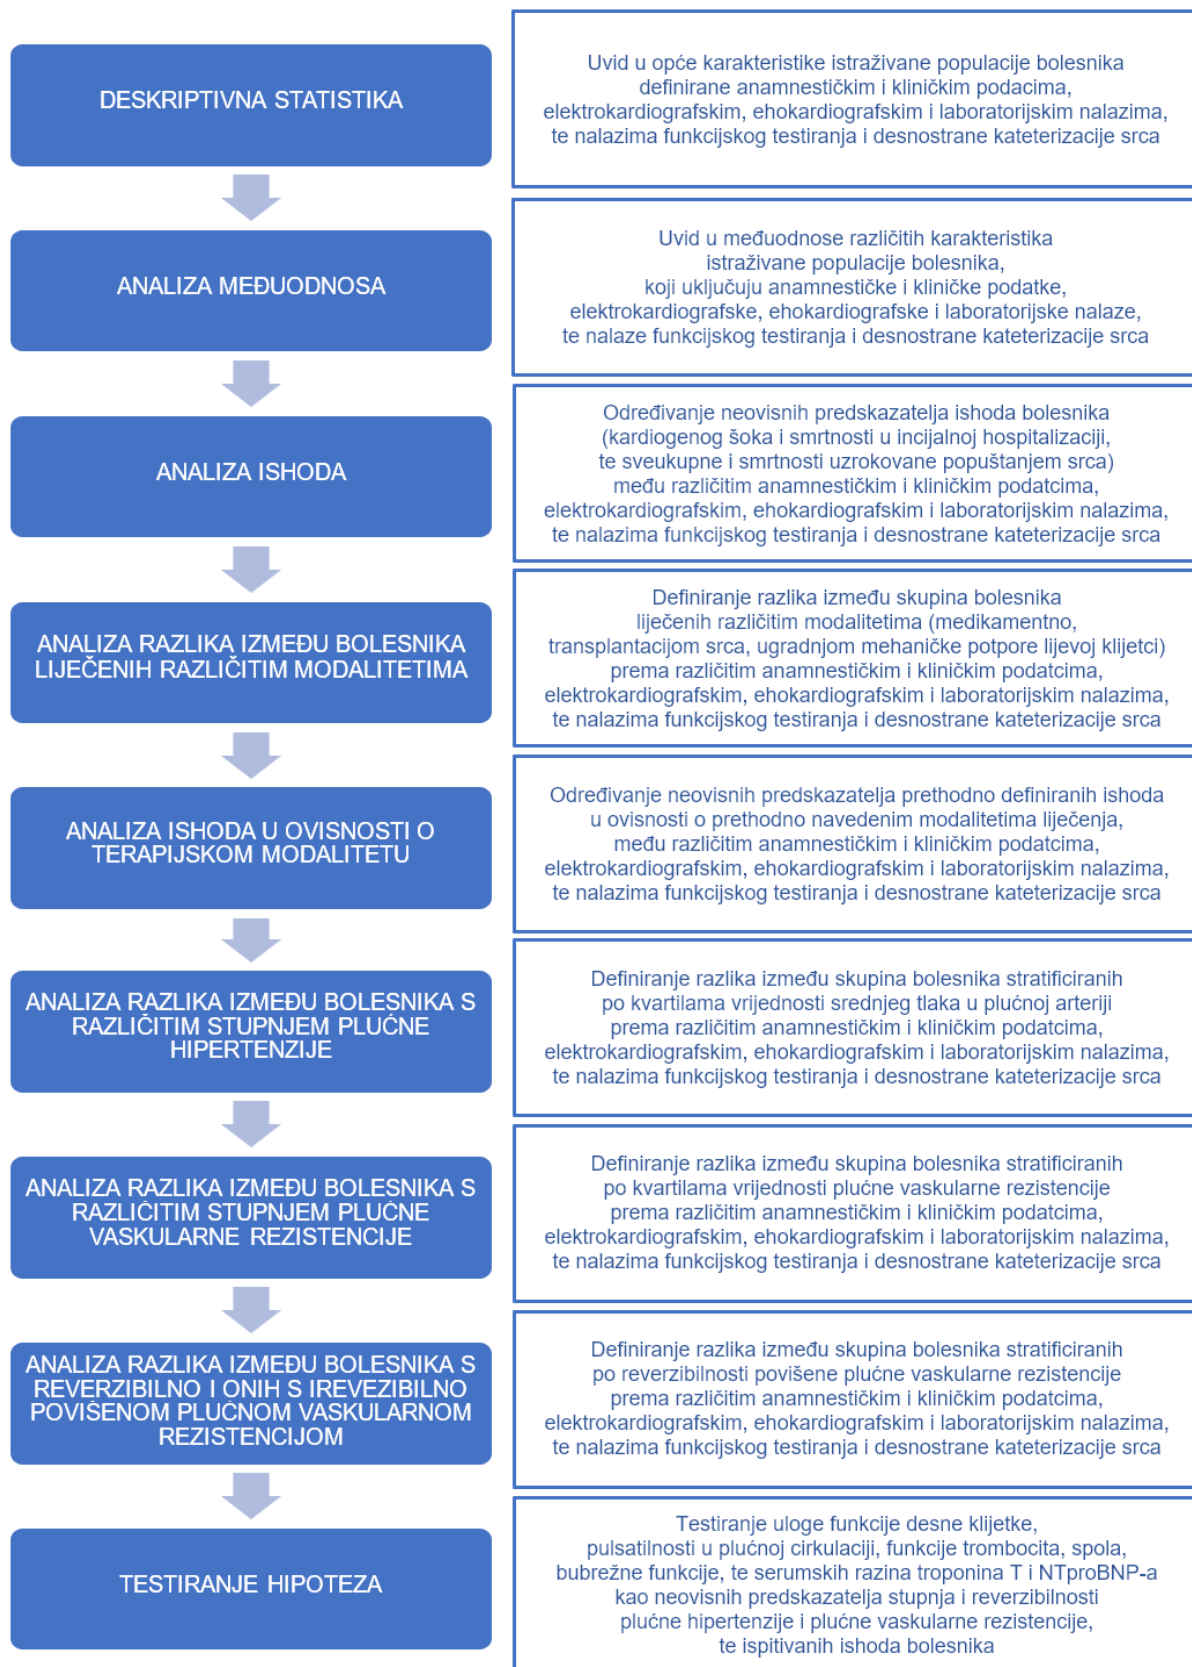 DESKRIPTIVNA STATISTIKA
Uvid u opće karakteristike istraživane populacije bolesnika
definirane anamnestičkim i kliničkim podacima,
elektrokardiografskim, ehokardiografskim i laboratorijskim nalazima,
te nalazima funkcijskog testiranja i desnostrane kateterizacije srca
ANALIZA MEĐUODNOSA
Uvid u međuodnose različitih karakteristika
istraživane populacije bolesnika,
koji uključuju anamnestičke i kliničke podatke,
elektrokardiografske, ehokardiografske i laboratorijske nalaze,
te nalaze funkcijskog testiranja i desnostrane kateterizacije srca
ANALIZA ISHODA
Određivanje neovisnih predskazatelja ishoda bolesnika
(kardiogenog šoka i smrtnosti u incijalnoj hospitalizaciji,
te sveukupne i smrtnosti uzrokovane popuštanjem srca)
među različitim anamnestičkim i kliničkim podatcima,
elektrokardiografskim, ehokardiografskim i laboratorijskim nalazima,
te nalazima funkcijskog testiranja i desnostrane kateterizacije srca
ANALIZA RAZLIKA IZMEĐU BOLESNIKA
LIJEČENIH RAZLIČITIM MODALITETIMA
Definiranje razlika između skupina bolesnika
liječenih različitim modalitetima (medikamentno,
transplantacijom srca, ugradnjom mehaničke potpore lijevoj klijetci)
prema različitim anamnestičkim i kliničkim podatcima,
elektrokardiografskim, ehokardiografskim i laboratorijskim nalazima,
te nalazima funkcijskog testiranja i desnostrane kateterizacije srca
ANALIZA ISHODA U OVISNOSTI O
TERAPIJSKOM MODALITETU
Određivanje neovisnih predskazatelja prethodno definiranih ishoda
u ovisnosti o prethodno navedenim modalitetima liječenja,
među različitim anamnestičkim i kliničkim podatcima,
elektrokardiografskim, ehokardiografskim i laboratorijskim nalazima,
te nalazima funkcijskog testiranja i desnostrane kateterizacije srca
ANALIZA RAZLIKA IZMEĐU BOLESNIKA S
RAZLIČITIM STUPNJEM PLUĆNE
HIPERTENZIJE
Definiranje razlika između skupina bolesnika stratificiranih
po kvartilama vrijednosti srednjeg tlaka u plućnoj arteriji
prema različitim anamnestičkim i kliničkim podatcima,
elektrokardiografskim, ehokardiografskim i laboratorijskim nalazima,
te nalazima funkcijskog testiranja i desnostrane kateterizacije srca
ANALIZA RAZLIKA IZMEĐU BOLESNIKA S
RAZLIČITIM STUPNJEM PLUĆNE
VASKULARNE REZISTENCIJE
Definiranje razlika između skupina bolesnika stratificiranih
po kvartilama vrijednosti plućne vaskularne rezistencije
prema različitim anamnestičkim i kliničkim podatcima,
elektrokardiografskim, ehokardiografskim i laboratorijskim nalazima,
te nalazima funkcijskog testiranja i desnostrane kateterizacije srca
ANALIZA RAZLIKA IZMEĐU BOLESNIKA S
REVERZIBILNO I ONIH S IREVEZIBILNO
POVIŠENOM PLUĆNOM VASKULARNOM
REZISTENCIJOM
Definiranje razlika između skupina bolesnika stratificiranih
po reverzibilnosti povišene plućne vaskularne rezistencije
prema različitim anamnestičkim i kliničkim podatcima,
elektrokardiografskim, ehokardiografskim i laboratorijskim nalazima,
te nalazima funkcijskog testiranja i desnostrane kateterizacije srca
TESTIRANJE HIPOTEZA
Testiranje uloge funkcije desne klijetke,
pulsatilnosti u plućnoj cirkulaciji, funkcije trombocita, spola,
bubrežne funkcije, te serumskih razina troponina T i NTproBNP-a
kao neovisnih predskazatelja stupnja i reverzibilnosti
plućne hipertenzije i plućne vaskularne rezistencije,
te ispitivanih ishoda bolesnika